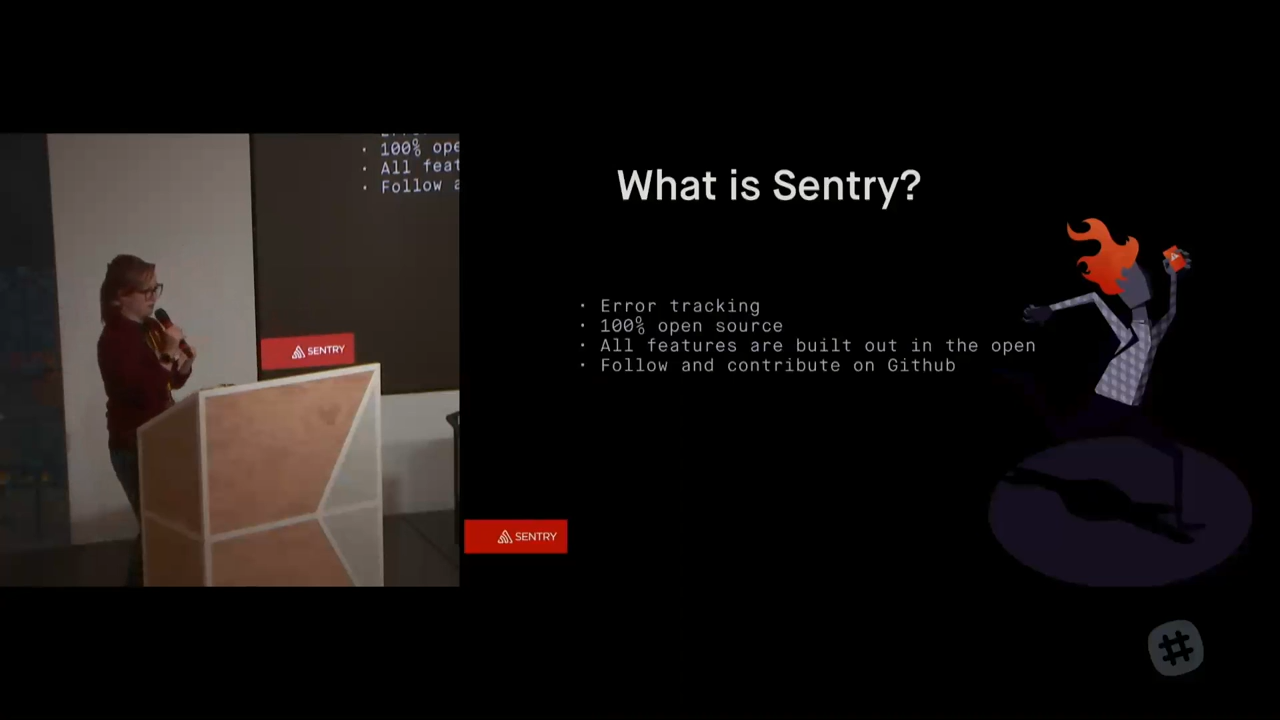 100% ope
All feat
Follow a
SENTRY
What is Sentry?
· Error tracking
· 100% open source
· All features are built out in the open
· Follow and contribute on Github
SENTRY